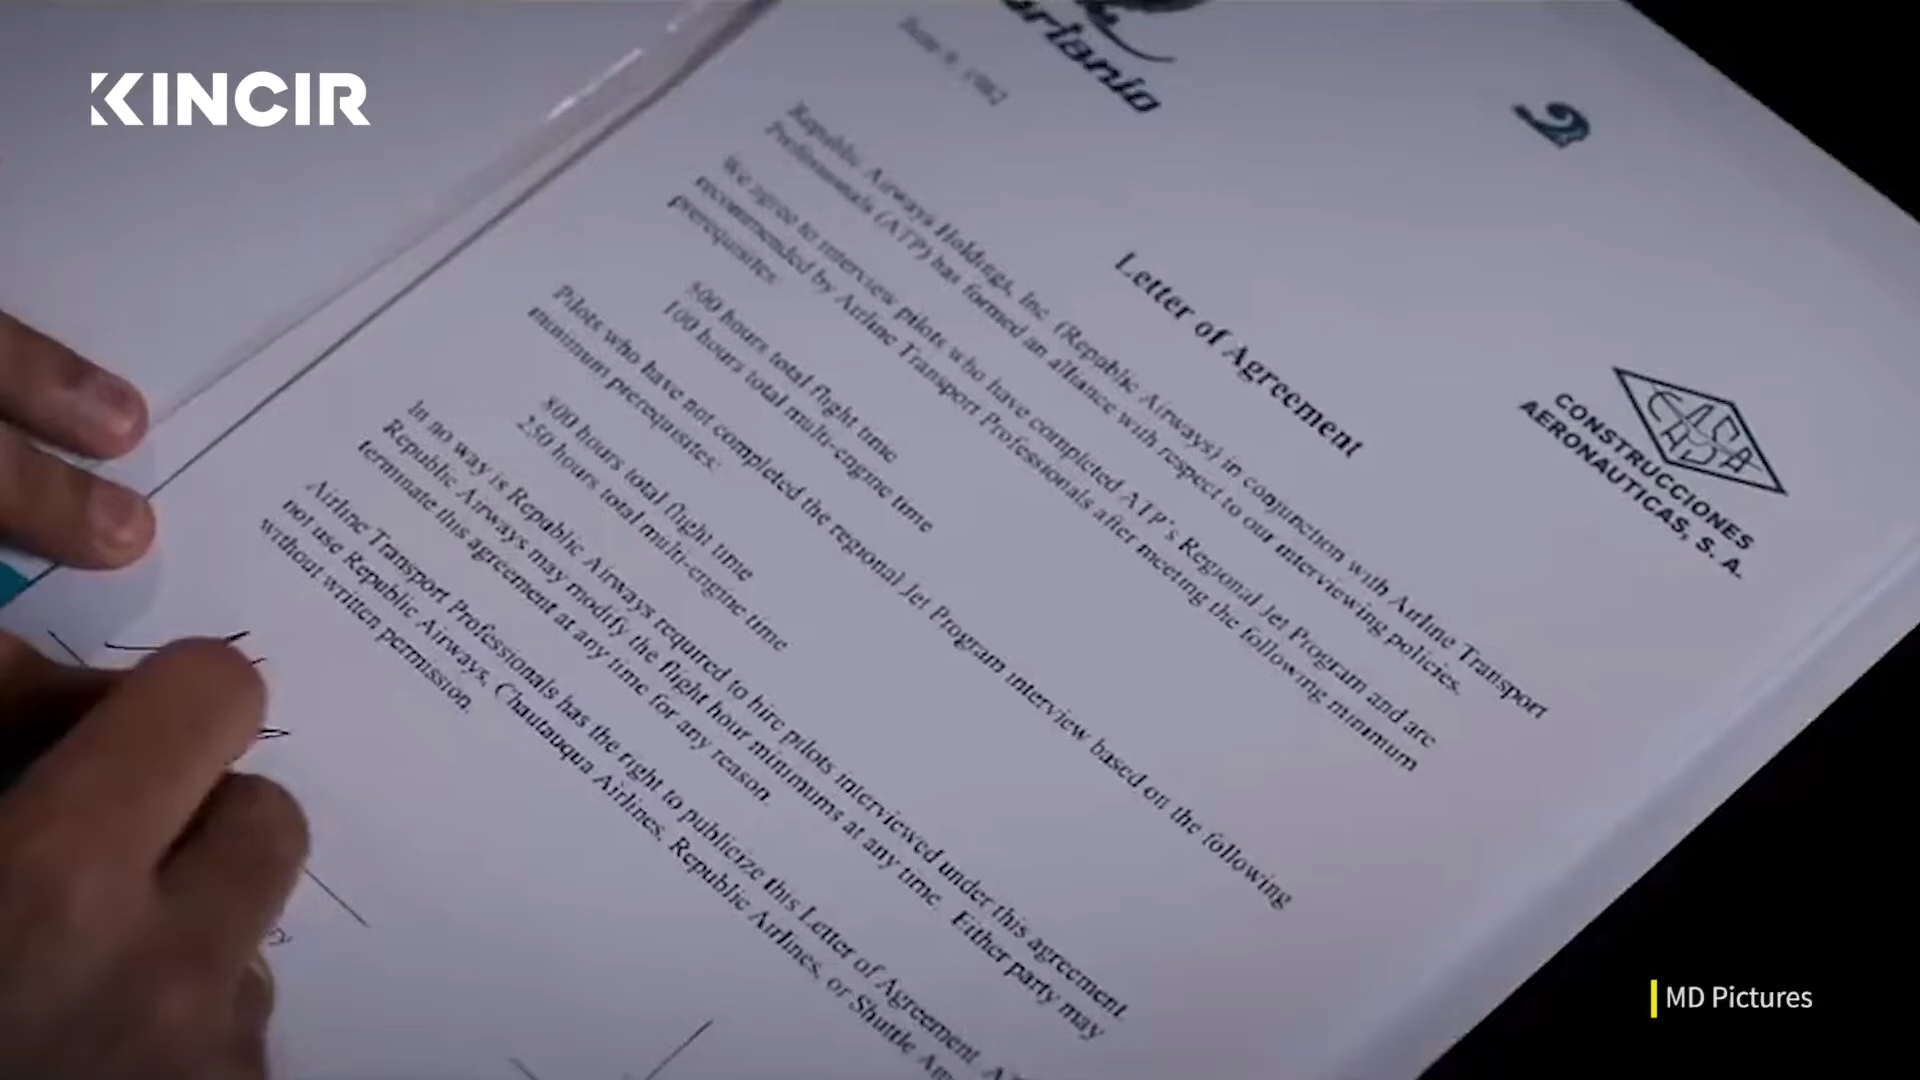 KINCIR
June 9, 1982
Letter of Agreement
CASA
CONSTRUCCIONES
AERONAUTICAS, S. A.
Republic Airways Holdings, Inc. (Republic Airways) in conjunction with Airline Transport
Professionals (ATP) has formed an alliance with respect to our interviewing policies.
We agree to interview pilots who have completed ATP's Regional Jet Program and are
recommended by Airline Transport Professionals after meeting the following minimum
prerequisites:
500 hours total flight time
100 hours total multi-engine time
Pilots who have not completed the regional Jet Program interview based on the following
minimum prerequisites:
800 hours total flight time
250 hours total multi-engine time
In no way is Republic Airways required to hire pilots interviewed under this agreement.
Republic Airways may modify the flight hour minimums at any time. Either party may
terminate this agreement at any time for any reason.
Airline Transport Professionals has the right to publicize this Letter of Agreement.
not use Republic Airways, Chautauqua Airlines, Republic Airlines, or Shuttle
without written permission.
MD Pictures